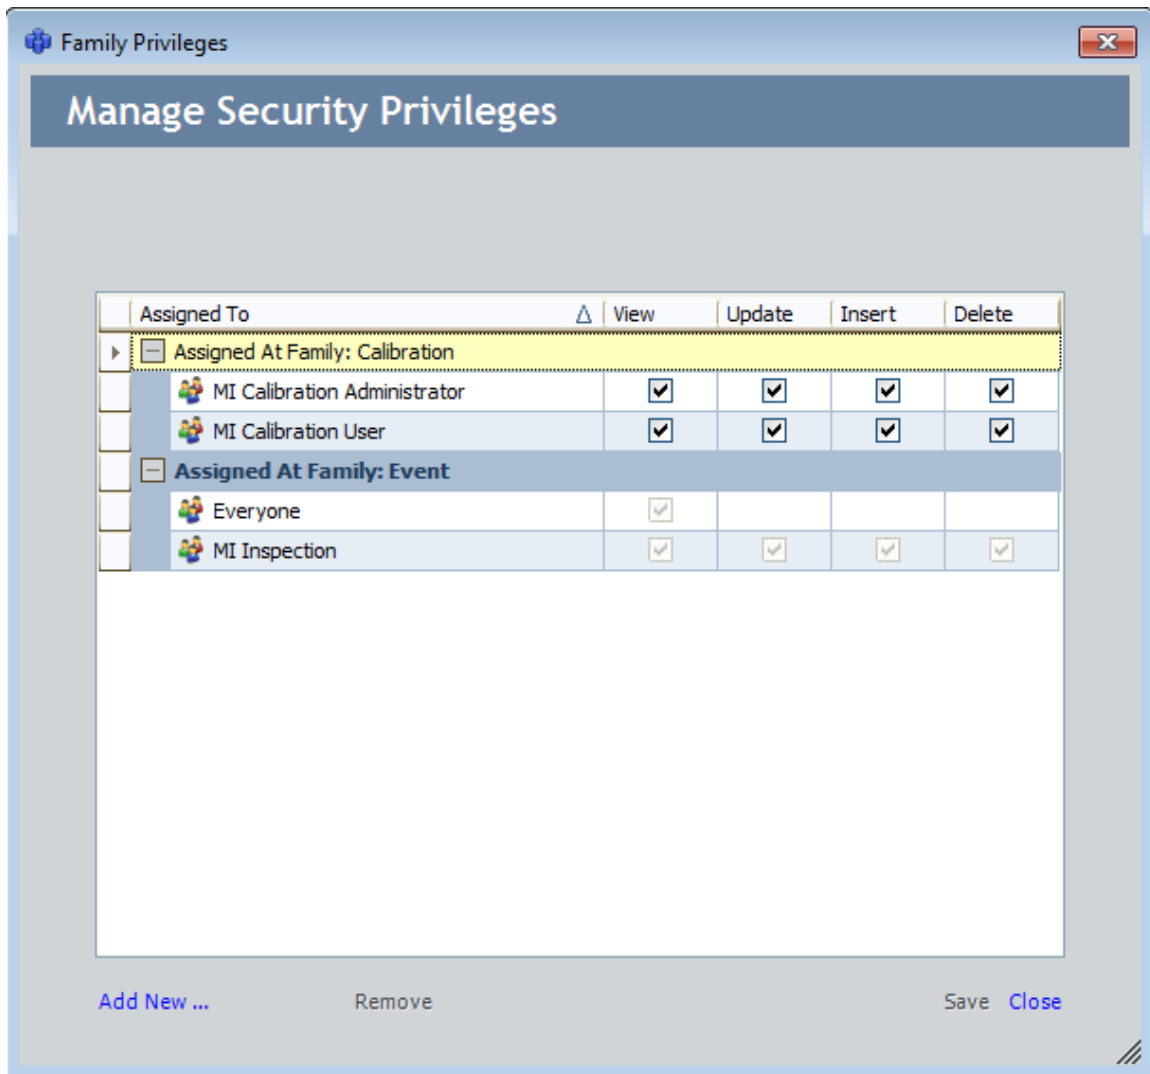 Family Privileges
Manage Security Privileges
Assigned To View Update Insert Delete
Assigned At Family: Calibration
MI Calibration Administrator
MI Calibration User
Assigned At Family: Event
Everyone
MI Inspection
Add New ... Remove Save Close